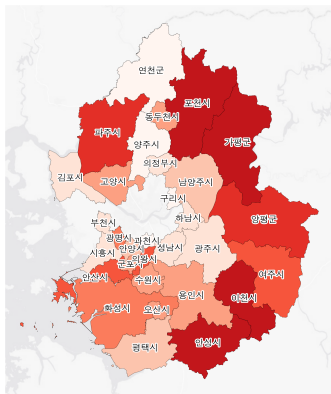 연천군
포천시
동두천시
파주시
가평군
양주시
의정부시
김포시
고양시
남양주시
구리시
하남시
양평군
부천시
광명시
과천시
안양시
성남시
광주시
시흥시
의왕시
군포시
안산시
수원시
여주시
용인시
이천시
화성시
오산시
평택시
안성시